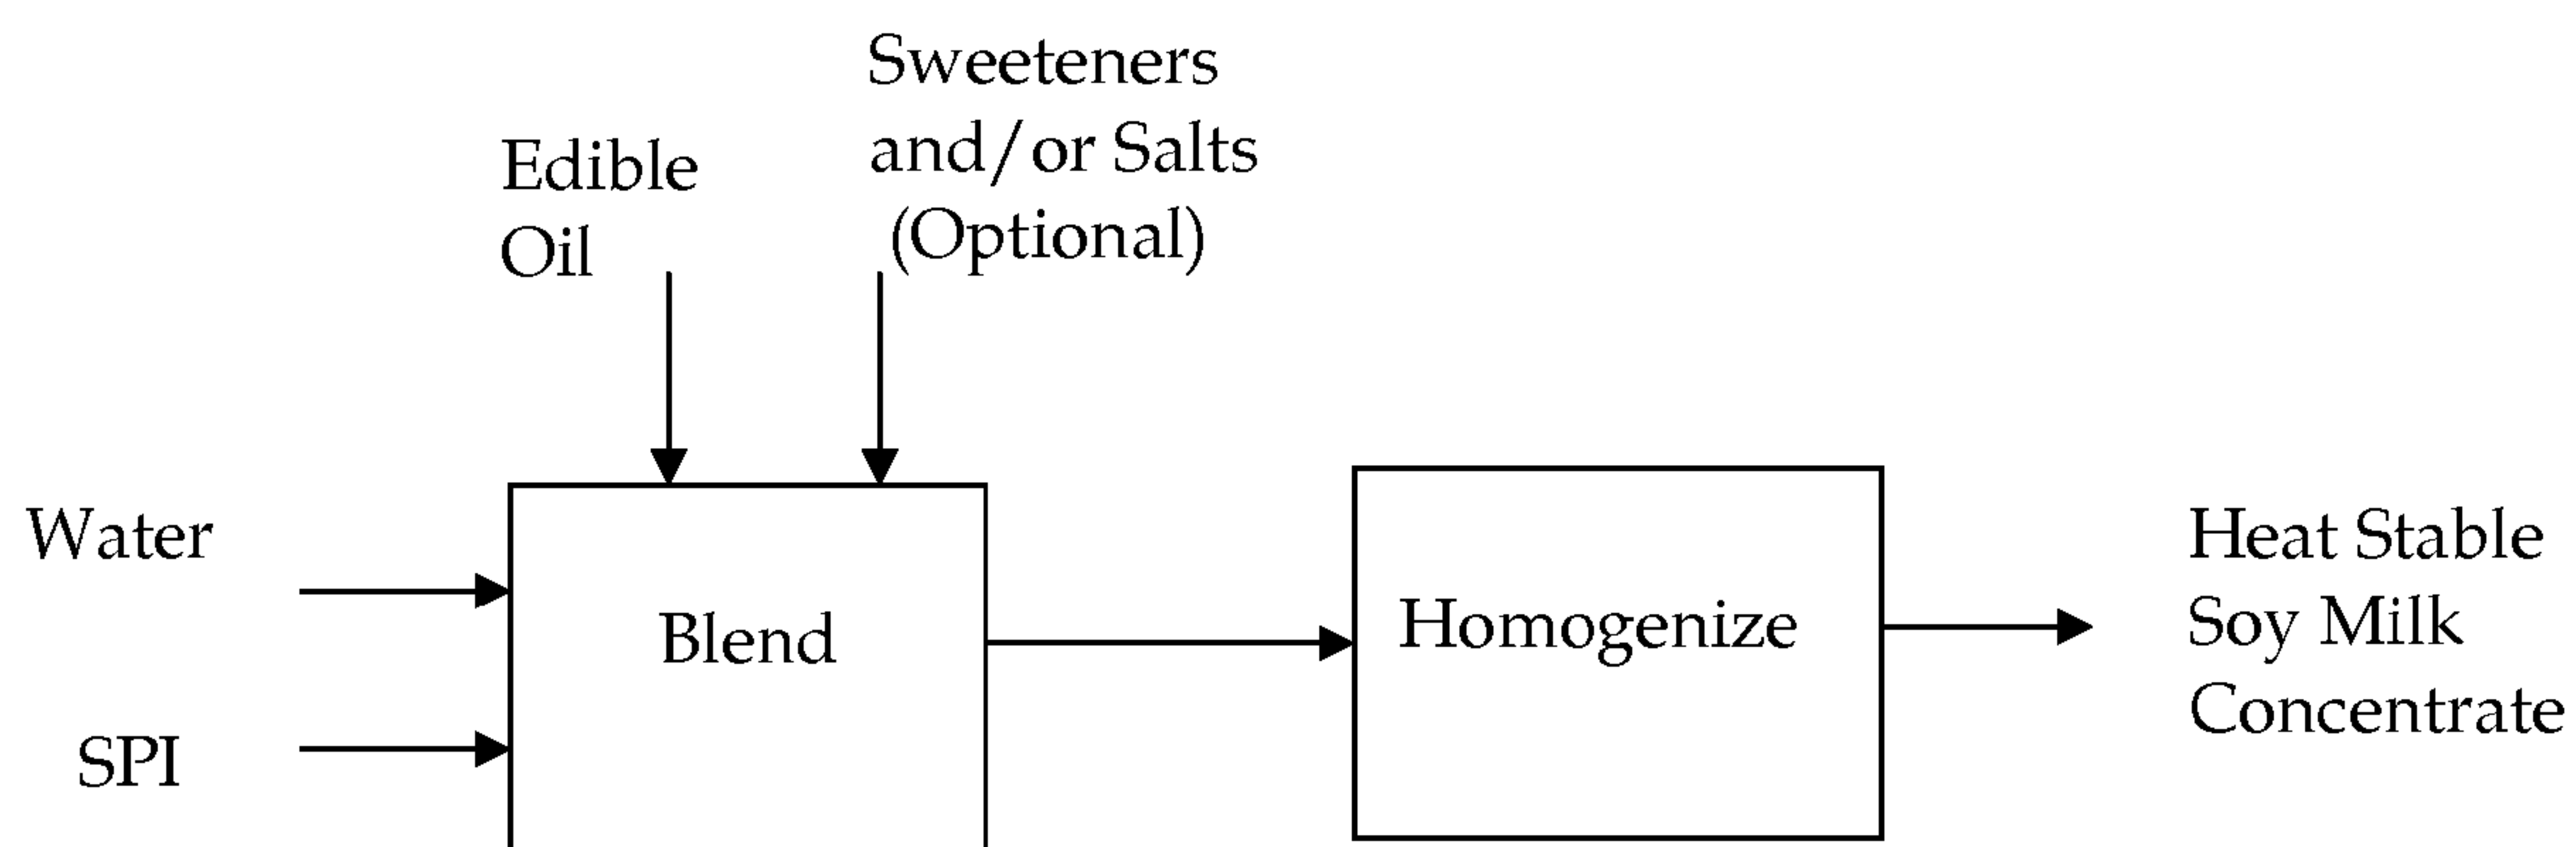 Sweeteners
and/or Salts
(Optional)
Edible
Oil
Water
SPI
Blend
Homogenize
Heat Stable
Soy Milk
Concentrate